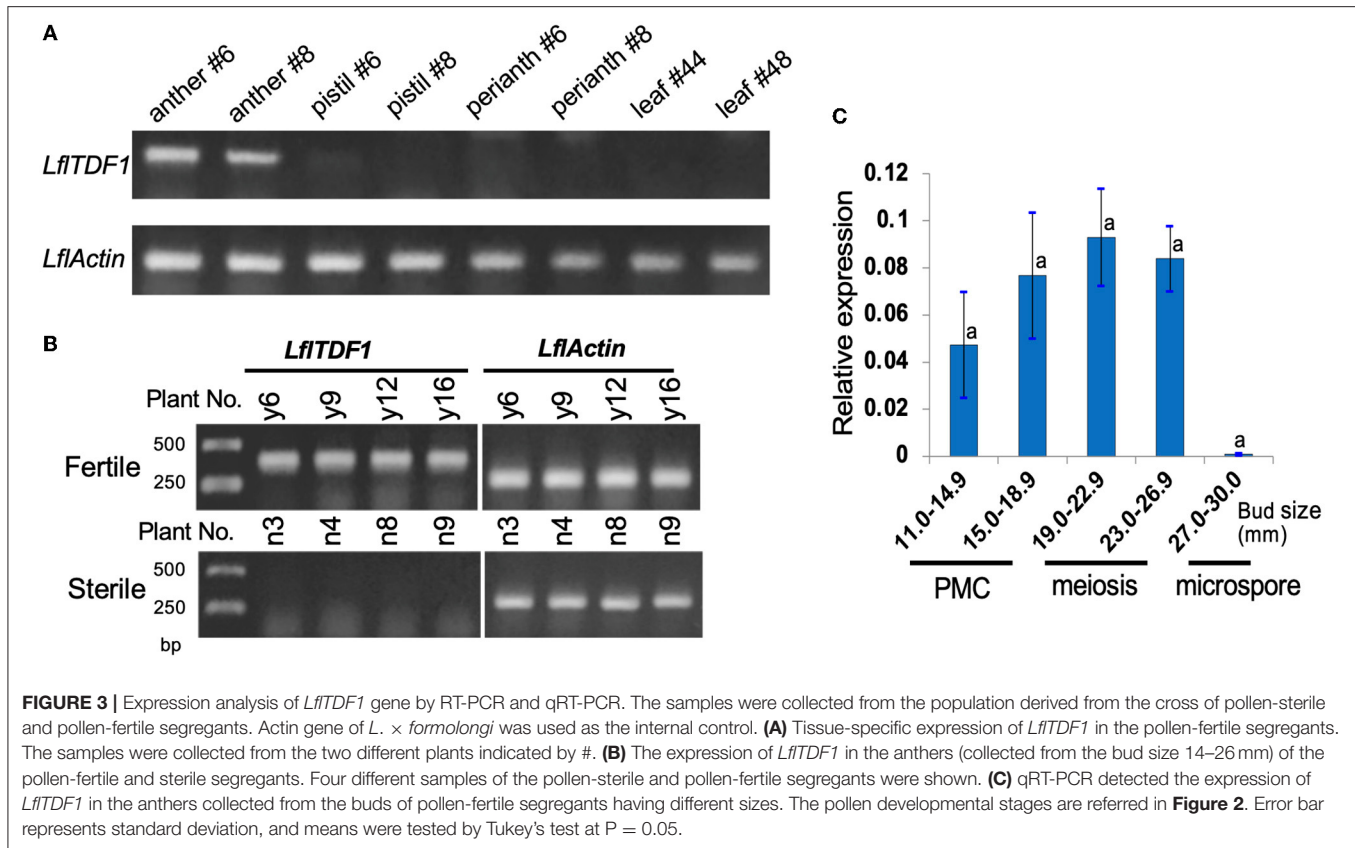 A
anther #6
anther #8
pistil #6
pistil #8
perianth #6
perianth #8
leaf #44
leaf #48
LflTDF1
LflActin
B
LflTDF1
LflActin
Plant No.
y6
y9
y12
y16
y6
y9
y12
y16
500
250
Fertile
Plant No.
n3
n4
n8
n9
n3
n4
n8
n9
500
250
Sterile
bp
C
Relative expression
0.12
0.1
0.08
0.06
0.04
0.02
0
a
a
a
a
a
11.0-14.9
15.0-18.9
19.0-22.9
23.0-26.9
27.0-30.0
Bud size
(mm)
PMC
meiosis
microspore
FIGURE 3 | Expression analysis of LflTDF1 gene by RT-PCR and qRT-PCR. The samples were collected from the population derived from the cross of pollen-sterile
and pollen-fertile segregants. Actin gene of L. × formolongi was used as the internal control. (A) Tissue-specific expression of LflTDF1 in the pollen-fertile segregants.
The samples were collected from the two different plants indicated by #. (B) The expression of LflTDF1 in the anthers (collected from the bud size 14–26 mm) of the
pollen-fertile and sterile segregants. Four different samples of the pollen-sterile and pollen-fertile segregants were shown. (C) qRT-PCR detected the expression of
LflTDF1 in the anthers collected from the buds of pollen-fertile segregants having different sizes. The pollen developmental stages are referred in Figure 2. Error bar
represents standard deviation, and means were tested by Tukey's test at P = 0.05.